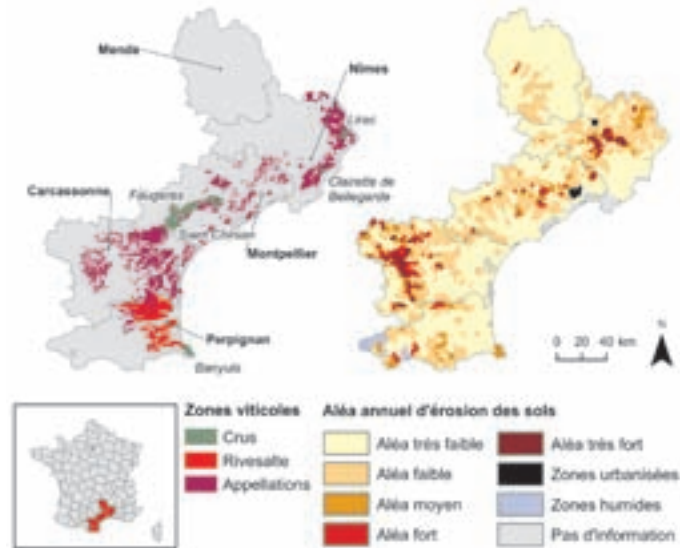 Mende
Nîmes
Lirac
Carcassonne
Faugères
Clairette de
Bellegarde
Saint Chinian
Montpellier
Perpignan
Banyuls
N
0 20 40 km
Zones viticoles
Crus
Rivesalte
Appellations
Aléa annuel d'érosion des sols
Aléa très faible
Aléa faible
Aléa moyen
Aléa fort
Aléa très fort
Zones urbanisées
Zones humides
Pas d'information